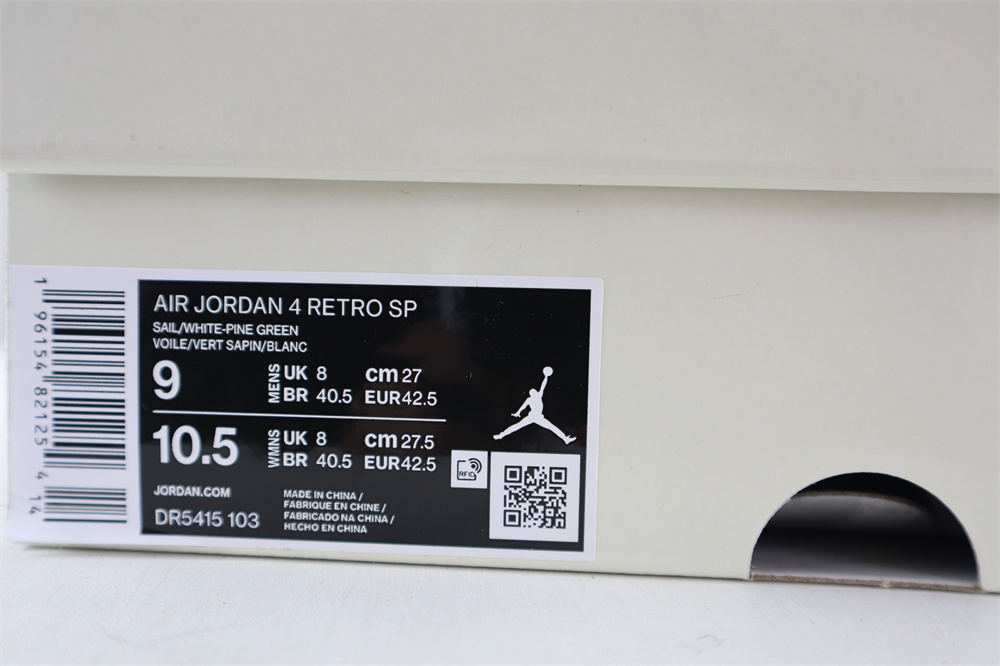 AIR JORDAN 4 RETRO SP
SAIL/WHITE-PINE GREEN
VOILE/VERT SAPIN/BLANC
9 MENS UK 8 cm 27
BR 40.5 EUR 42.5
10.5 WMNS UK 8 cm 27.5
BR 40.5 EUR 42.5
RFID
JORDAN.COM
DR5415 103
MADE IN CHINA /
FABRIQUE EN CHINE /
FABRICADO NA CHINA /
HECHO EN CHINA
1 96154 82125 4 14